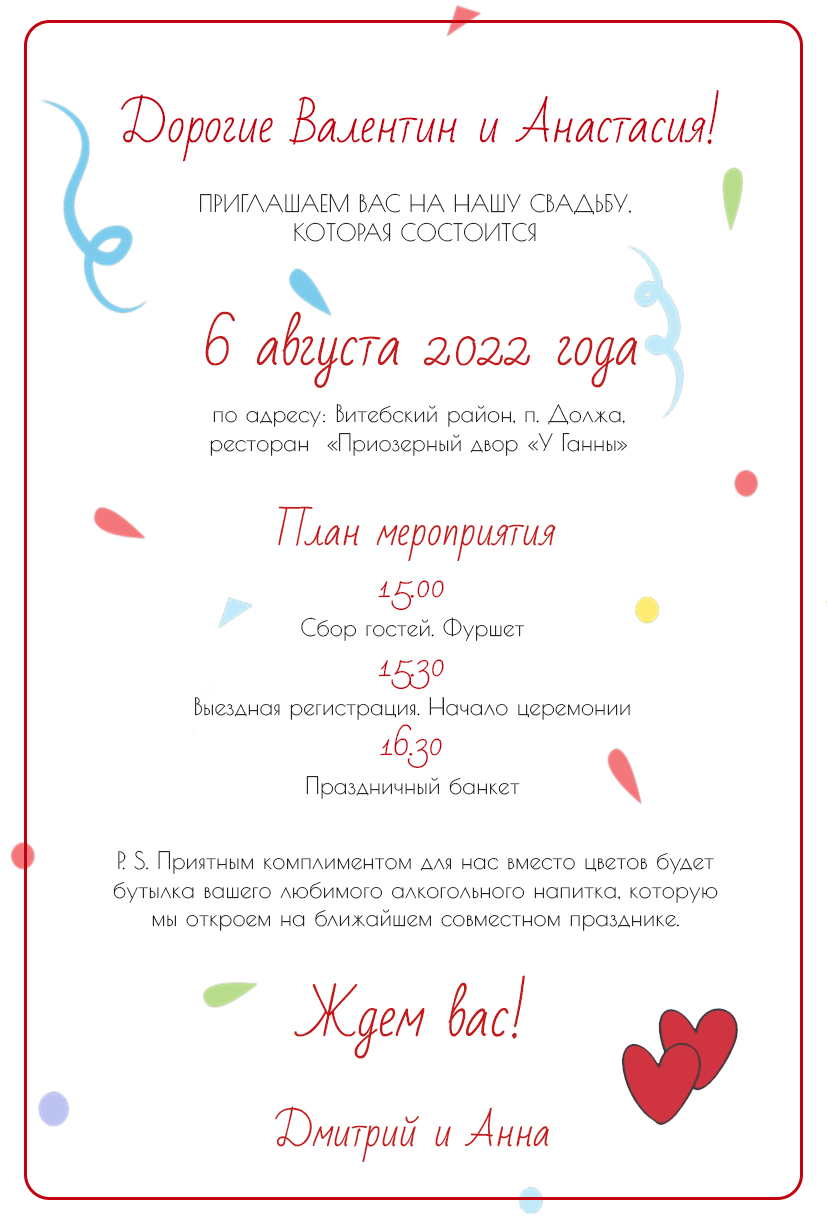 Дорогие Валентин и Анастасия!
ПРИГЛАШАЕМ ВАС НА НАШУ СВАДЬБУ,
КОТОРАЯ СОСТОИТСЯ
6 августа 2022 года
по адресу: Витебский район, п. Должа,
ресторан «Приозерный двор «У Ганны»
План мероприятия
15.00
Сбор гостей. Фуршет
15.30
Выездная регистрация. Начало церемонии
16.30
Праздничный банкет
P. S. Приятным комплиментом для нас вместо цветов будет
бутылка вашего любимого алкогольного напитка, которую
мы откроем на ближайшем совместном празднике.
Ждем вас!
Дмитрий и Анна